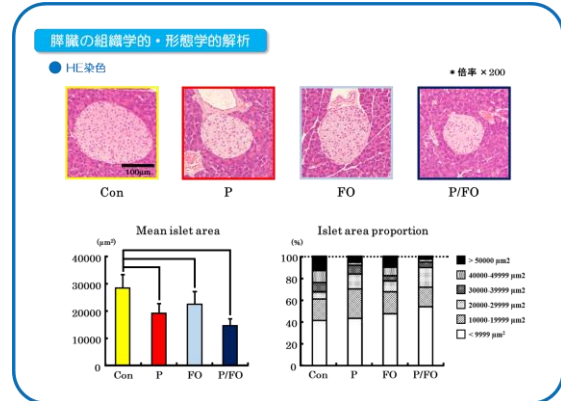 膵臓の組織学的・形態学的解析
● HE染色
＊倍率 ×200
100μm
Con
P
FO
P/FO
Mean islet area
(μm²)
40000
30000
20000
10000
0
Con
P
FO
P/FO
Islet area proportion
(%)
100
80
60
40
20
0
Con
P
FO
P/FO
> 50000 μm2
40000-49999 μm2
30000-39999 μm2
20000-29999 μm2
10000-19999 μm2
< 9999 μm²